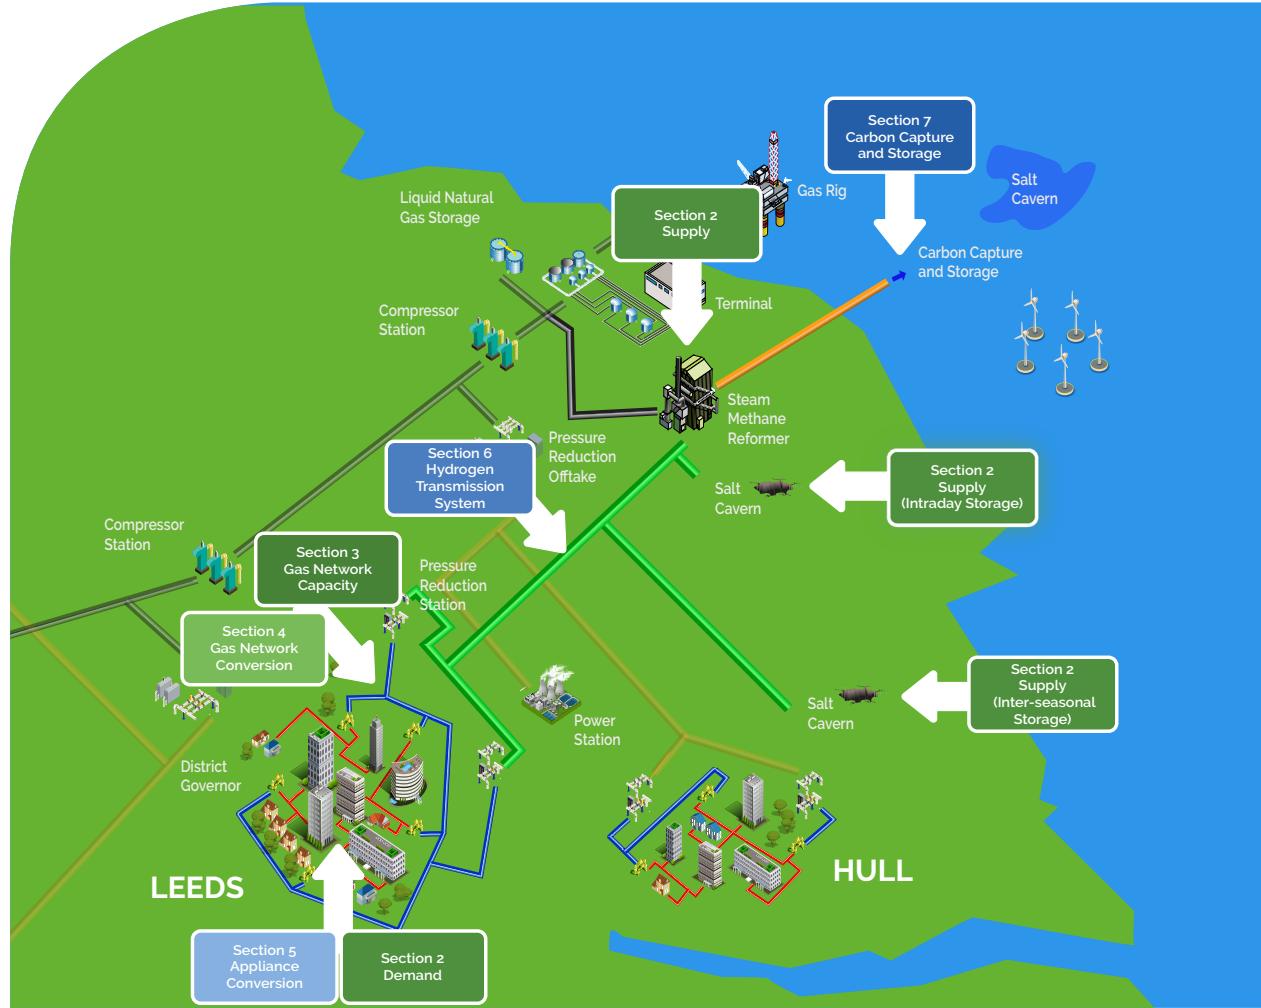 Section 7
Carbon Capture
and Storage
Salt
Cavern
Gas Rig
Liquid Natural
Gas Storage
Section 2
Supply
Carbon Capture
and Storage
Terminal
Compressor
Station
Steam
Methane
Reformer
Pressure
Reduction
Offtake
Section 6
Hydrogen
Transmission
System
Section 2
Supply
(Intraday Storage)
Salt
Cavern
Compressor
Station
Section 3
Gas Network
Capacity
Pressure
Reduction
Station
Section 4
Gas Network
Conversion
Section 2
Supply
(Inter-seasonal
Storage)
Salt
Cavern
Power
Station
District
Governor
LEEDS
HULL
Section 5
Appliance
Conversion
Section 2
Demand